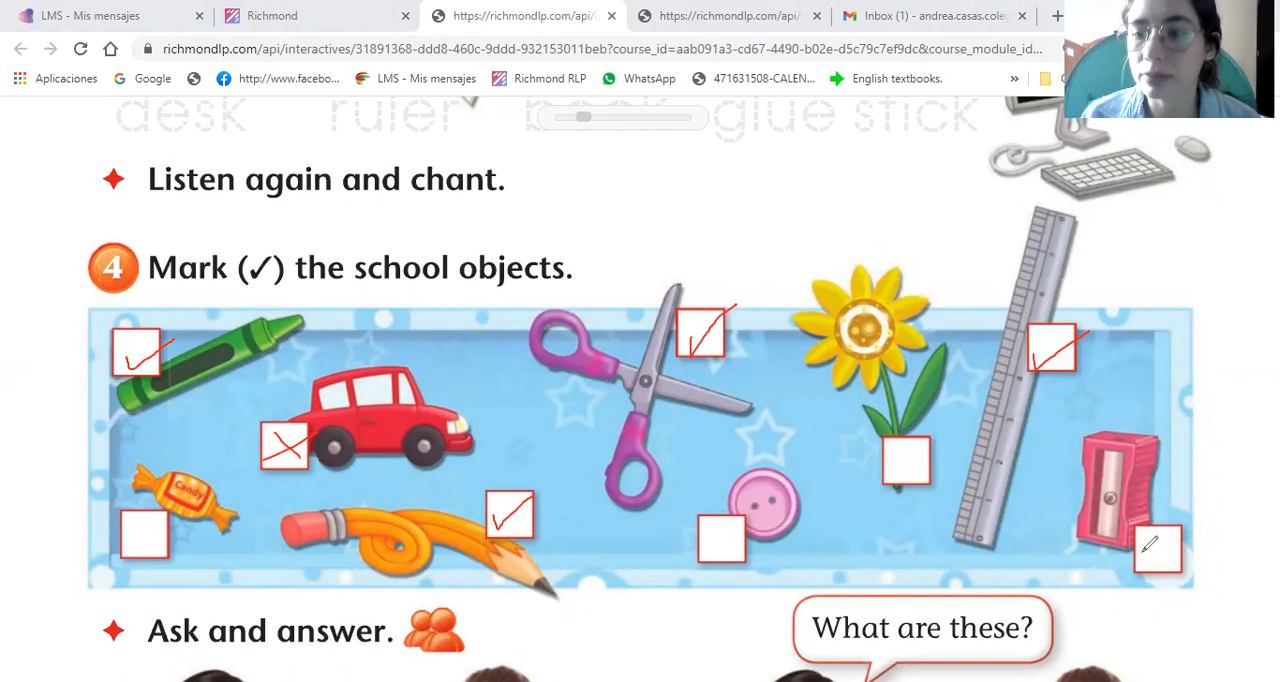 LMS - Mis mensajes
Richmond
https://richmondlp.com/api/i
https://richmondlp.com/api/
Inbox (1) - andrea.casas.cole
richmondlp.com/api/interactives/31891368-ddd8-460c-9ddd-932153011beb?course_id=aab091a3-cd67-4490-b02e-d5c79c7ef9dc&course_module_id...
Aplicaciones
Google
http://www.facebo...
LMS - Mis mensajes
Richmond RLP
WhatsApp
471631508-CALEN...
English textbooks.
»
desk ruler book glue stick
Listen again and chant.
4 Mark (✓) the school objects.
Candy
Ask and answer.
What are these?